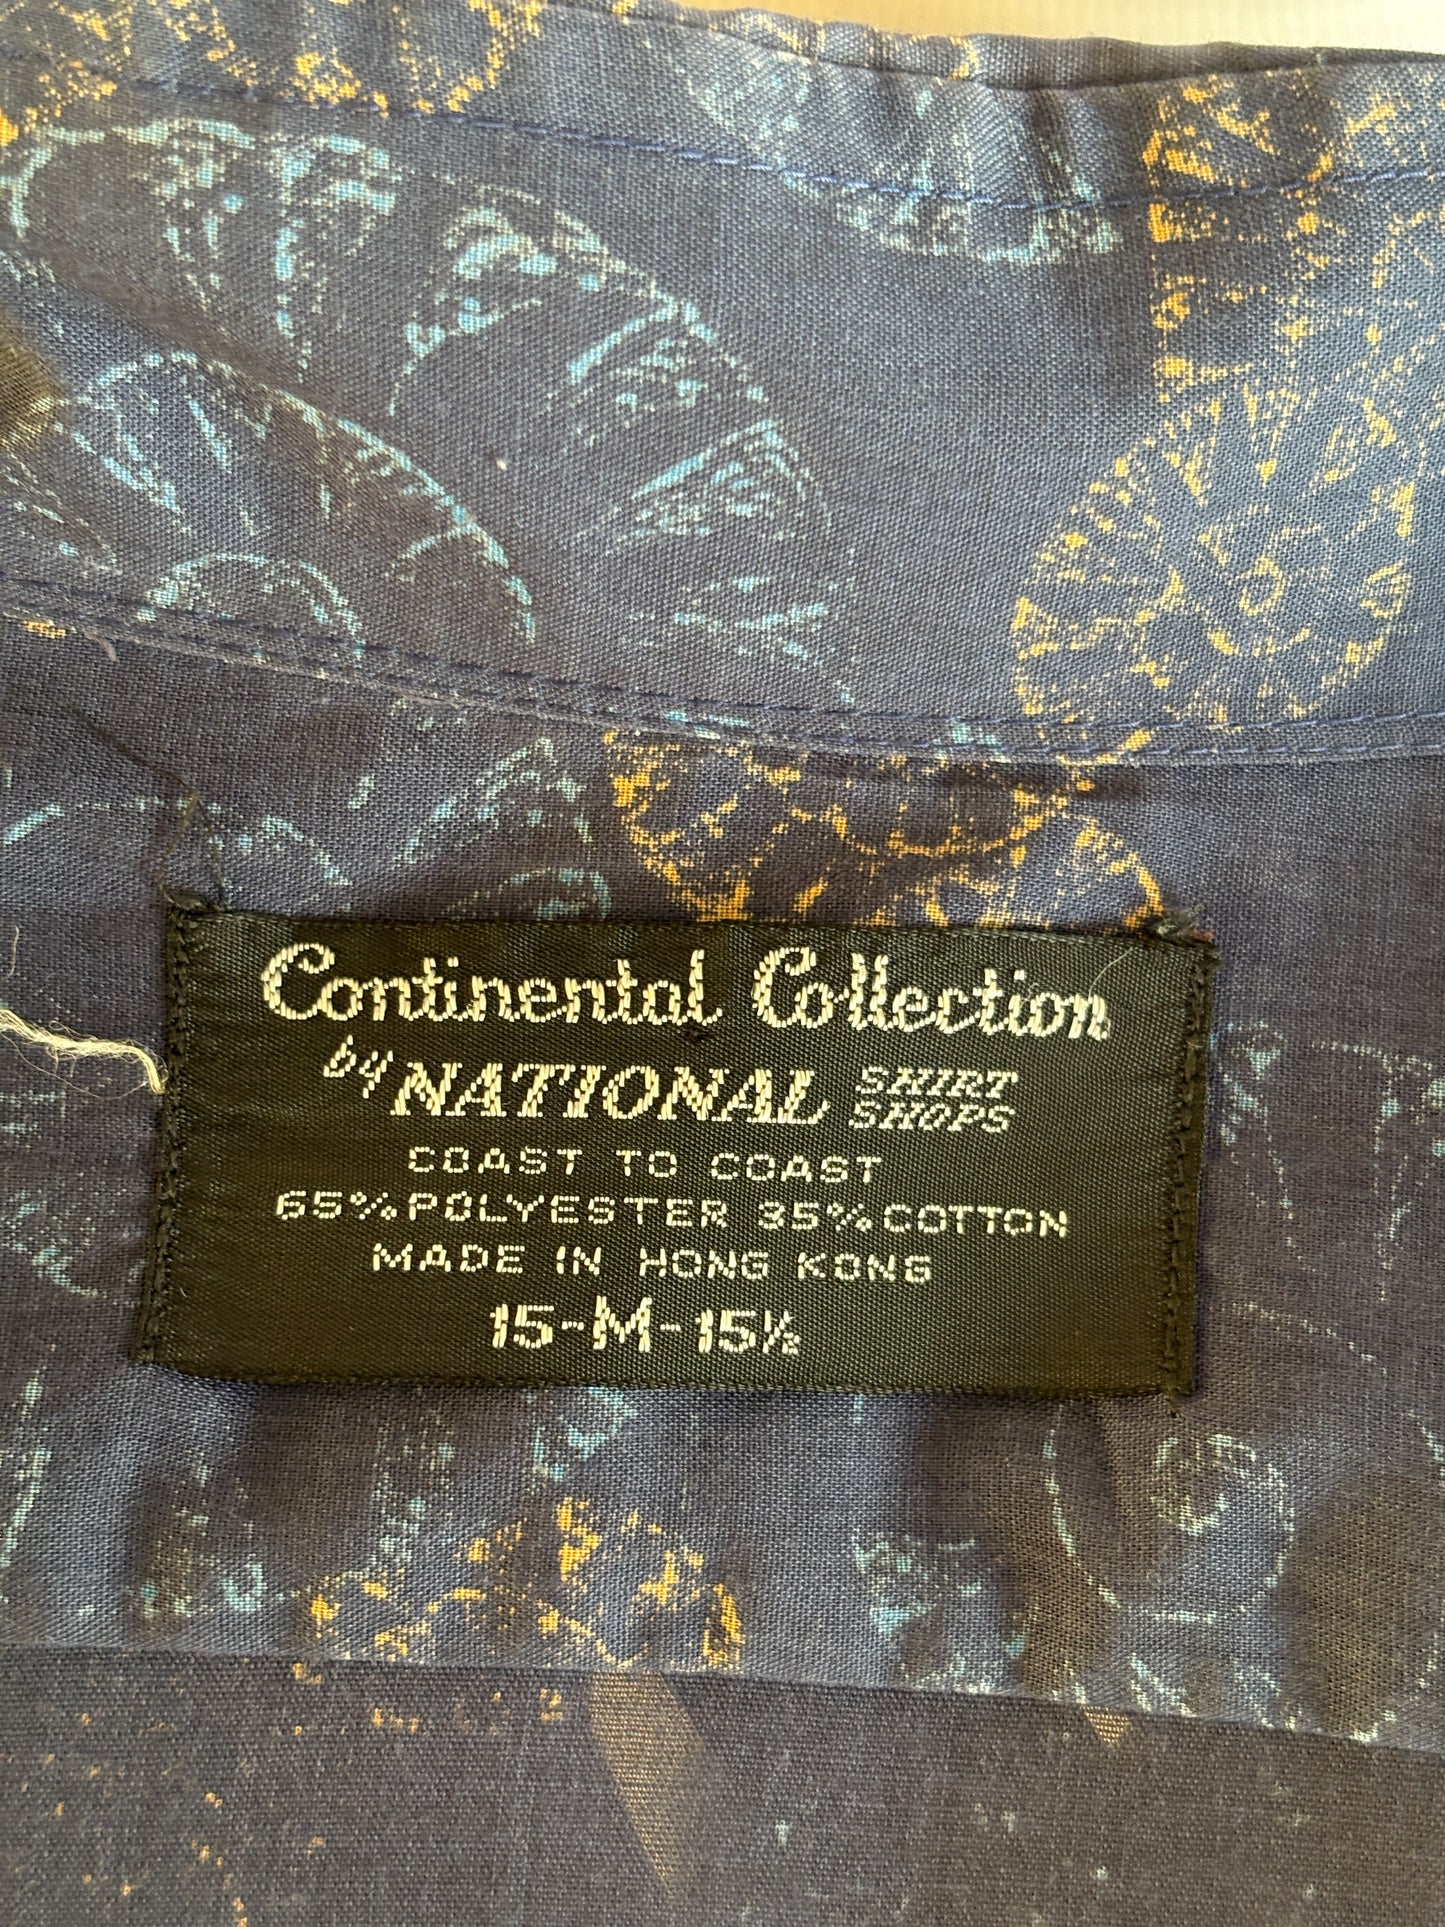 Continental Collection
by NATIONAL SHIRT SHOPS
COAST TO COAST
65% POLYESTER 35% COTTON
MADE IN HONG KONG
15-M-15½